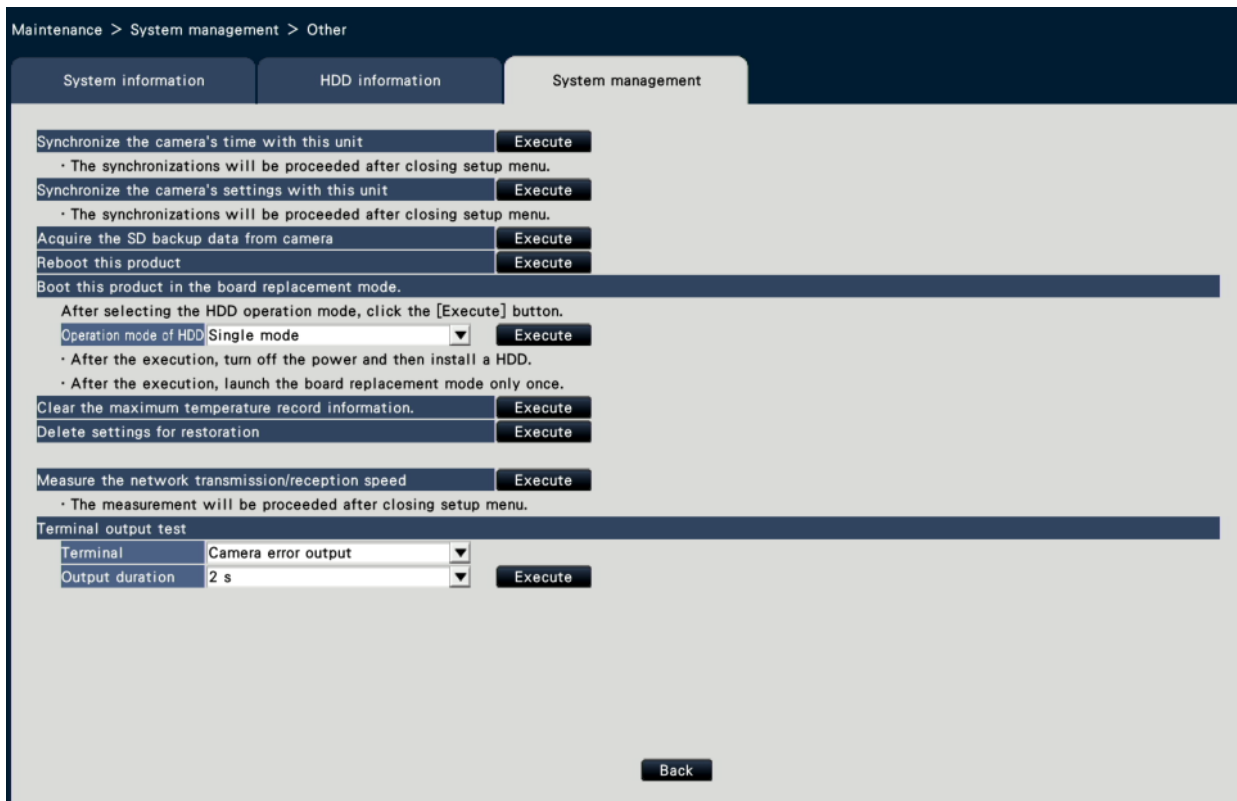 Maintenance > System management > Other
System information HDD information System management
Synchronize the camera's time with this unit Execute
・The synchronizations will be proceeded after closing setup menu.
Synchronize the camera's settings with this unit Execute
・The synchronizations will be proceeded after closing setup menu.
Acquire the SD backup data from camera Execute
Reboot this product Execute
Boot this product in the board replacement mode.
After selecting the HDD operation mode, click the [Execute] button.
Operation mode of HDD Single mode Execute
・After the execution, turn off the power and then install a HDD.
・After the execution, launch the board replacement mode only once.
Clear the maximum temperature record information. Execute
Delete settings for restoration Execute
Measure the network transmission/reception speed Execute
・The measurement will be proceeded after closing setup menu.
Terminal output test
Terminal Camera error output
Output duration 2 s Execute
Back